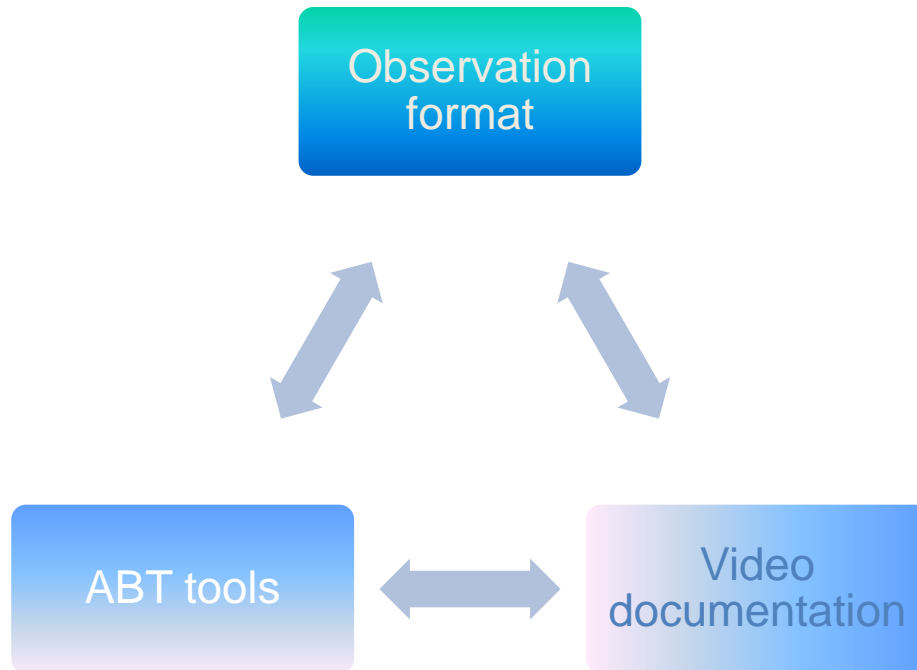 Observation
format
ABT tools
Video
documentation